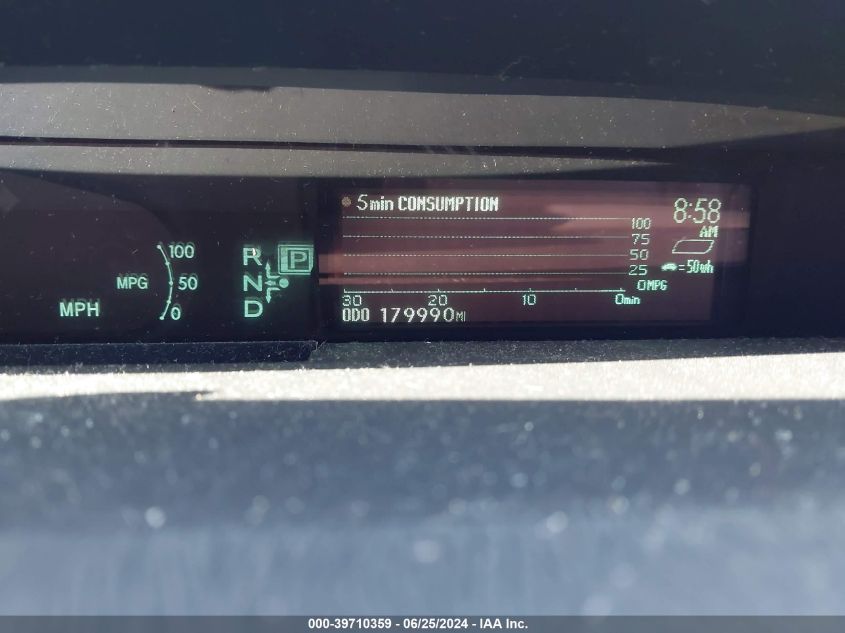 100
MPG 50
0
MPH
R P
N
D
5min CONSUMPTION
8:58
AM
100
75
50
25
0MPG
=50Wh
30 20 10 0min
ODO 179990MI
000-39710359 - 06/25/2024 - IAA Inc.